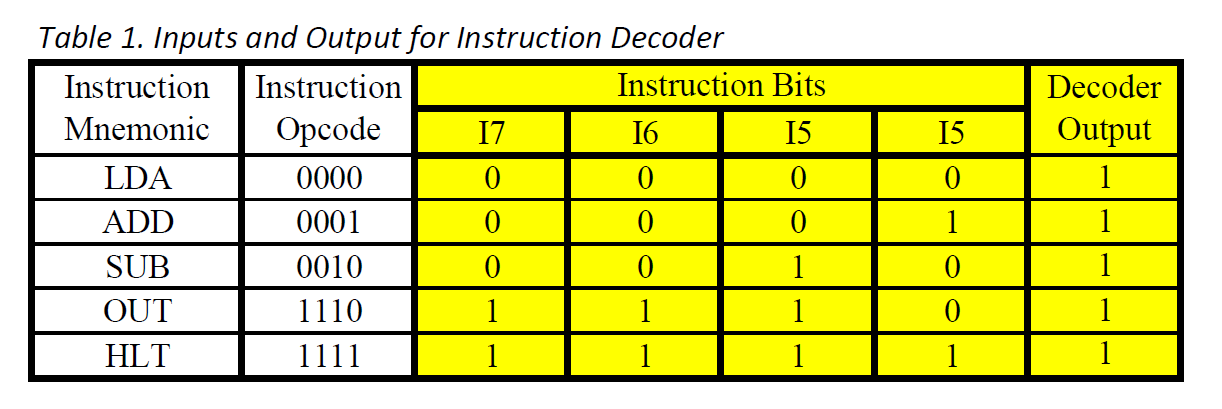 Table 1. Inputs and Output for Instruction Decoder
Instruction Mnemonic Instruction Opcode Instruction Bits Decoder Output
I7 I6 I5 I5
LDA 0000 0 0 0 0 1
ADD 0001 0 0 0 1 1
SUB 0010 0 0 1 0 1
OUT 1110 1 1 1 0 1
HLT 1111 1 1 1 1 1